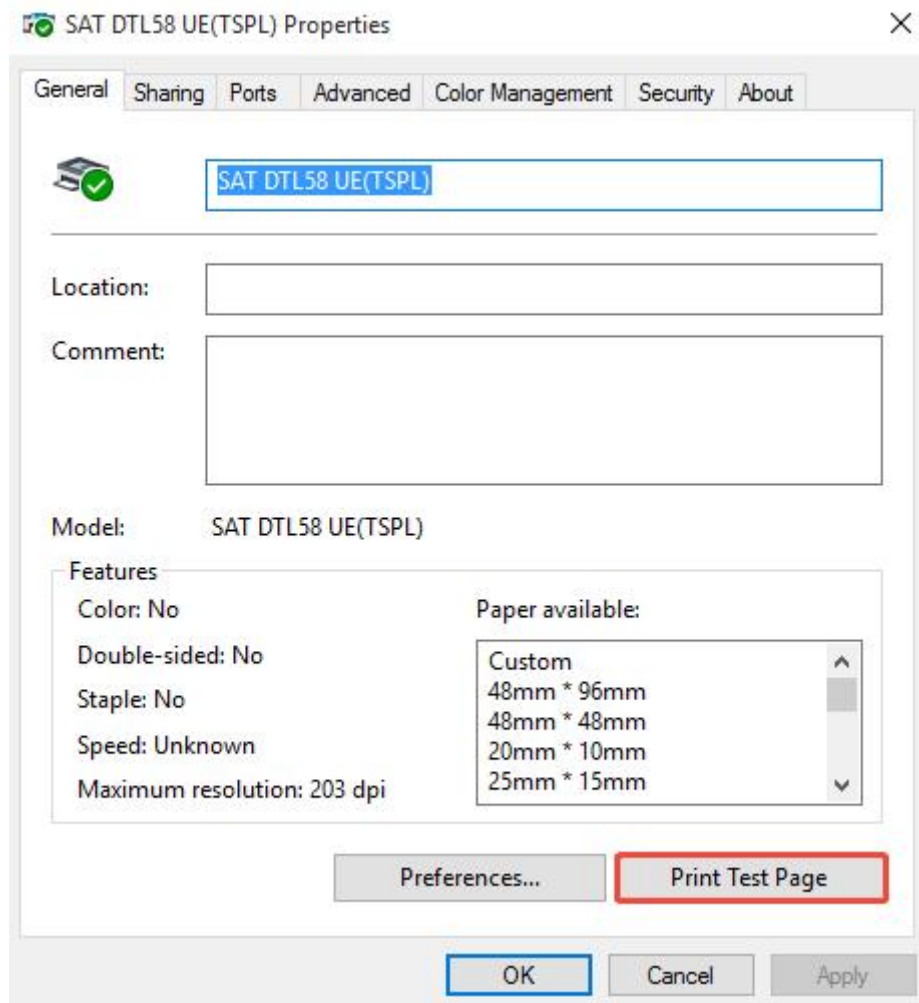 SAT DTL58 UE(TSPL) Properties
General Sharing Ports Advanced Color Management Security About
SAT DTL58 UE(TSPL)
Location:
Comment:
Model: SAT DTL58 UE(TSPL)
Features
Color: No
Double-sided: No
Staple: No
Speed: Unknown
Maximum resolution: 203 dpi
Paper available:
Custom
48mm * 96mm
48mm * 48mm
20mm * 10mm
25mm * 15mm
Preferences... Print Test Page
OK Cancel Apply